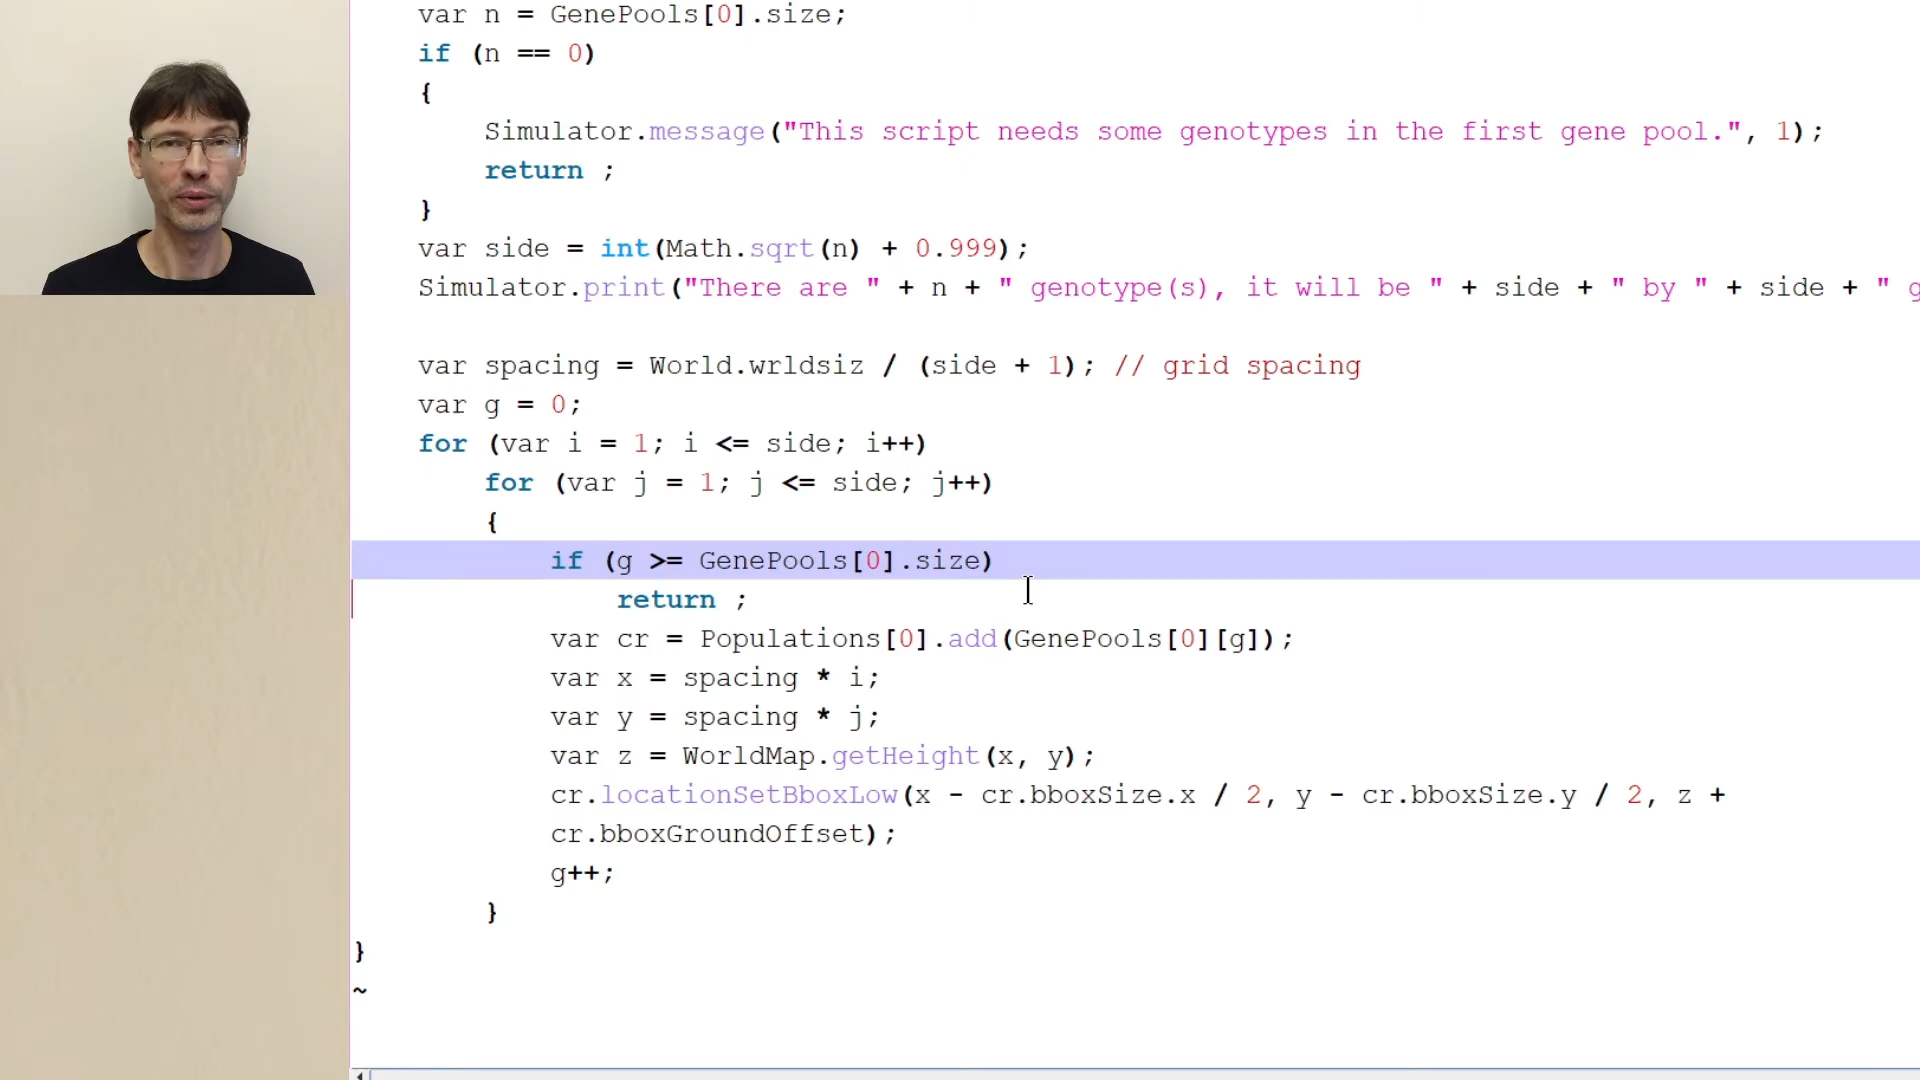 var n = GenePools[0].size;
if (n == 0)
{
Simulator.message("This script needs some genotypes in the first gene pool.", 1);
return ;
}
var side = int(Math.sqrt(n) + 0.999);
Simulator.print("There are " + n + " genotype(s), it will be " + side + " by " + side + " g
var spacing = World.wrldsiz / (side + 1); // grid spacing
var g = 0;
for (var i = 1; i <= side; i++)
for (var j = 1; j <= side; j++)
{
if (g >= GenePools[0].size)
return ;
var cr = Populations[0].add(GenePools[0][g]);
var x = spacing * i;
var y = spacing * j;
var z = WorldMap.getHeight(x, y);
cr.locationSetBboxLow(x - cr.bboxSize.x / 2, y - cr.bboxSize.y / 2, z +
cr.bboxGroundOffset);
g++;
}
}
~